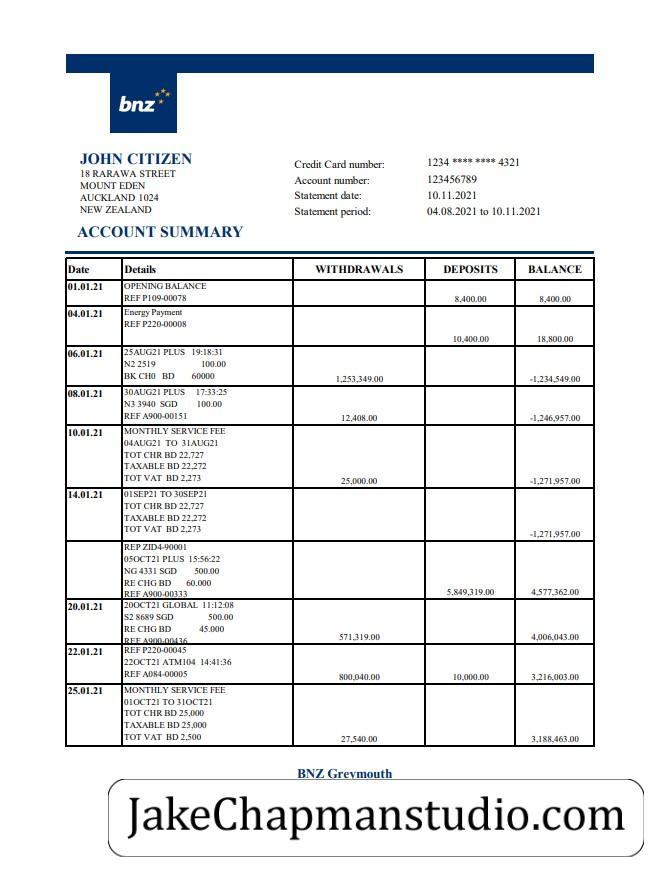 bnz
JOHN CITIZEN
18 RARAWA STREET
MOUNT EDEN
AUCKLAND 1024
NEW ZEALAND
Credit Card number: 1234 **** **** 4321
Account number: 123456789
Statement date: 10.11.2021
Statement period: 04.08.2021 to 10.11.2021
ACCOUNT SUMMARY
Date Details WITHDRAWALS DEPOSITS BALANCE
01.01.21 OPENING BALANCE
REF P109-00078 8,400.00 8,400.00
04.01.21 Energy Payment
REF P220-00008
10,400.00 18,800.00
06.01.21 25AUG21 PLUS 19:18:31
N2 2519 100.00
BK CH0 BD 60000 1,253,349.00 -1,234,549.00
08.01.21 30AUG21 PLUS 17:33:25
N3 3940 SGD 100.00
REF A900-00151 12,408.00 -1,246,957.00
10.01.21 MONTHLY SERVICE FEE
04AUG21 TO 31AUG21
TOT CHR BD 22,727
TAXABLE BD 22,272
TOT VAT BD 2,273 25,000.00 -1,271,957.00
14.01.21 01SEP21 TO 30SEP21
TOT CHR BD 22,727
TAXABLE BD 22,272
TOT VAT BD 2,273 -1,271,957.00
REP ZID4-90001
05OCT21 PLUS 15:56:22
NG 4331 SGD 500.00
RE CHG BD 60.000
REF A900-00333 5,849,319.00 4,577,362.00
20.01.21 20OCT21 GLOBAL 11:12:08
S2 8689 SGD 500.00
RE CHG BD 45.000
REF A900-00436 571,319.00 4,006,043.00
22.01.21 REF P220-00045
22OCT21 ATM104 14:41:36
REF A084-00005 800,040.00 10,000.00 3,216,003.00
25.01.21 MONTHLY SERVICE FEE
01OCT21 TO 31OCT21
TOT CHR BD 25,000
TAXABLE BD 25,000
TOT VAT BD 2,500 27,540.00 3,188,463.00
BNZ Greymouth
JakeChapmanstudio.com